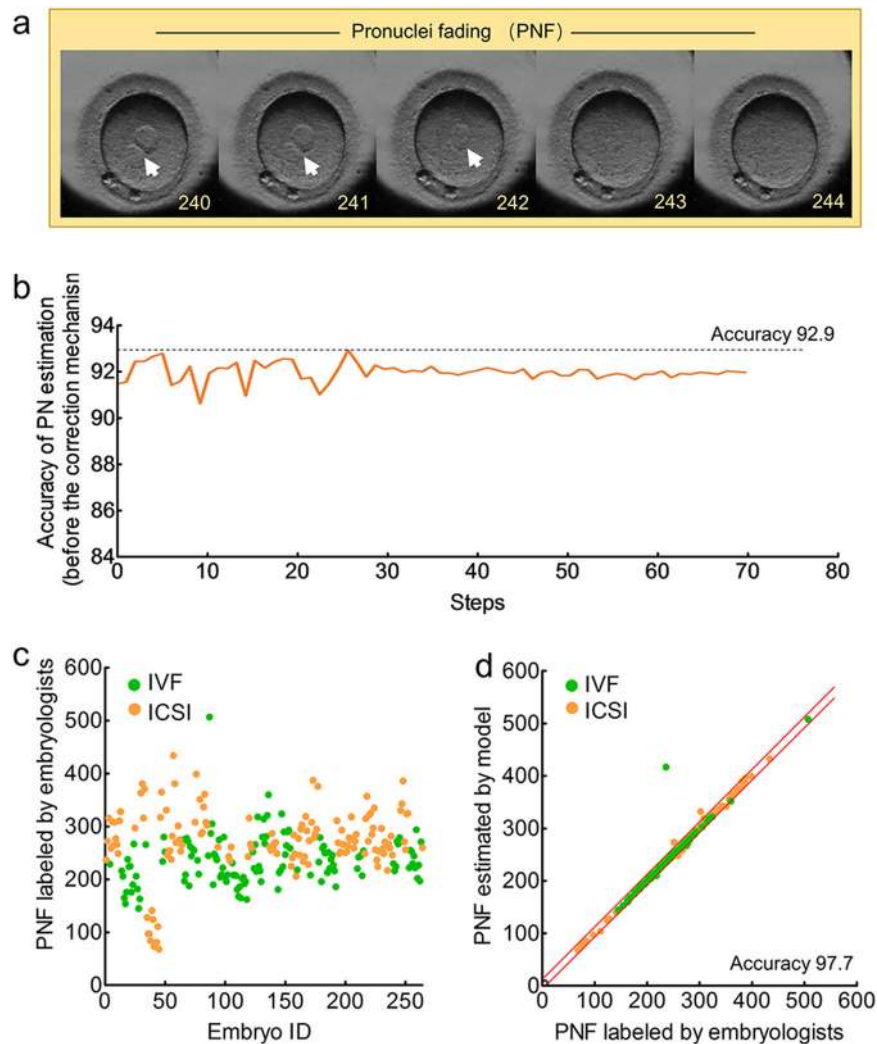 a
Pronuclei fading （PNF）
240 241 242 243 244
b
Accuracy of PN estimation
(before the correction mechanism)
94
92
90
88
86
84
Accuracy 92.9
0 10 20 30 40 50 60 70 80
Steps
c
PNF labeled by embryologists
600
500
400
300
200
100
0
IVF
ICSI
0 50 100 150 200 250
Embryo ID
d
PNF estimated by model
600
500
400
300
200
100
0
IVF
ICSI
Accuracy 97.7
0 100 200 300 400 500 600
PNF labeled by embryologists